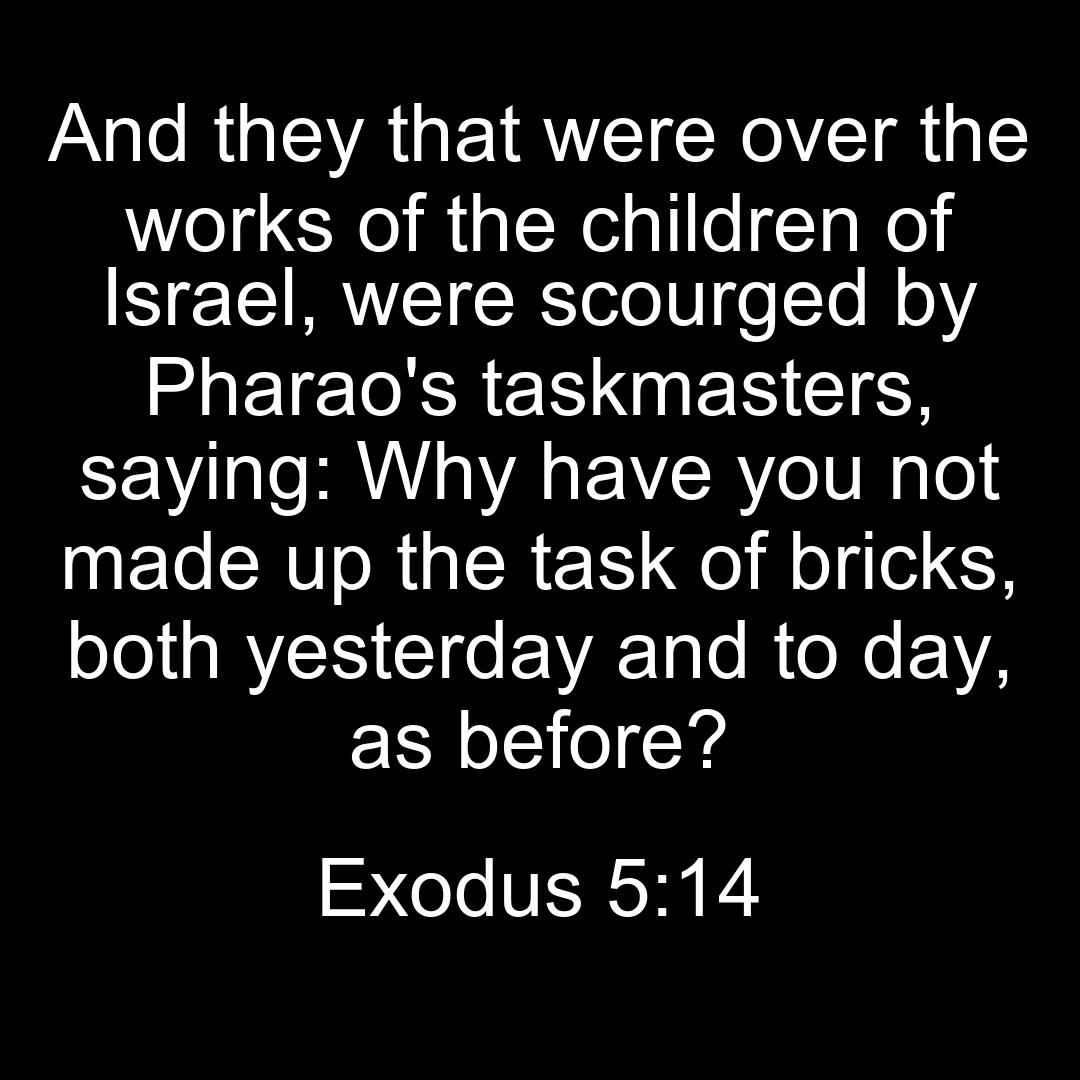 And they that were over the
works of the children of
Israel, were scourged by
Pharao's taskmasters,
saying: Why have you not
made up the task of bricks,
both yesterday and to day,
as before?
Exodus 5:14